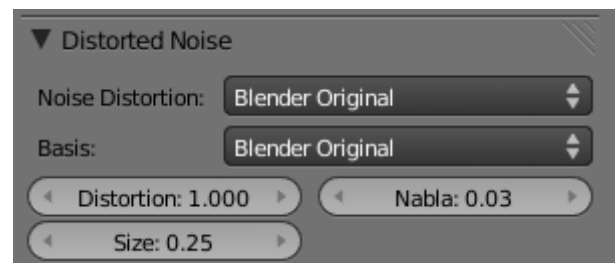 Distorted Noise
Noise Distortion: Blender Original
Basis: Blender Original
Distortion: 1.000 Nabla: 0.03
Size: 0.25